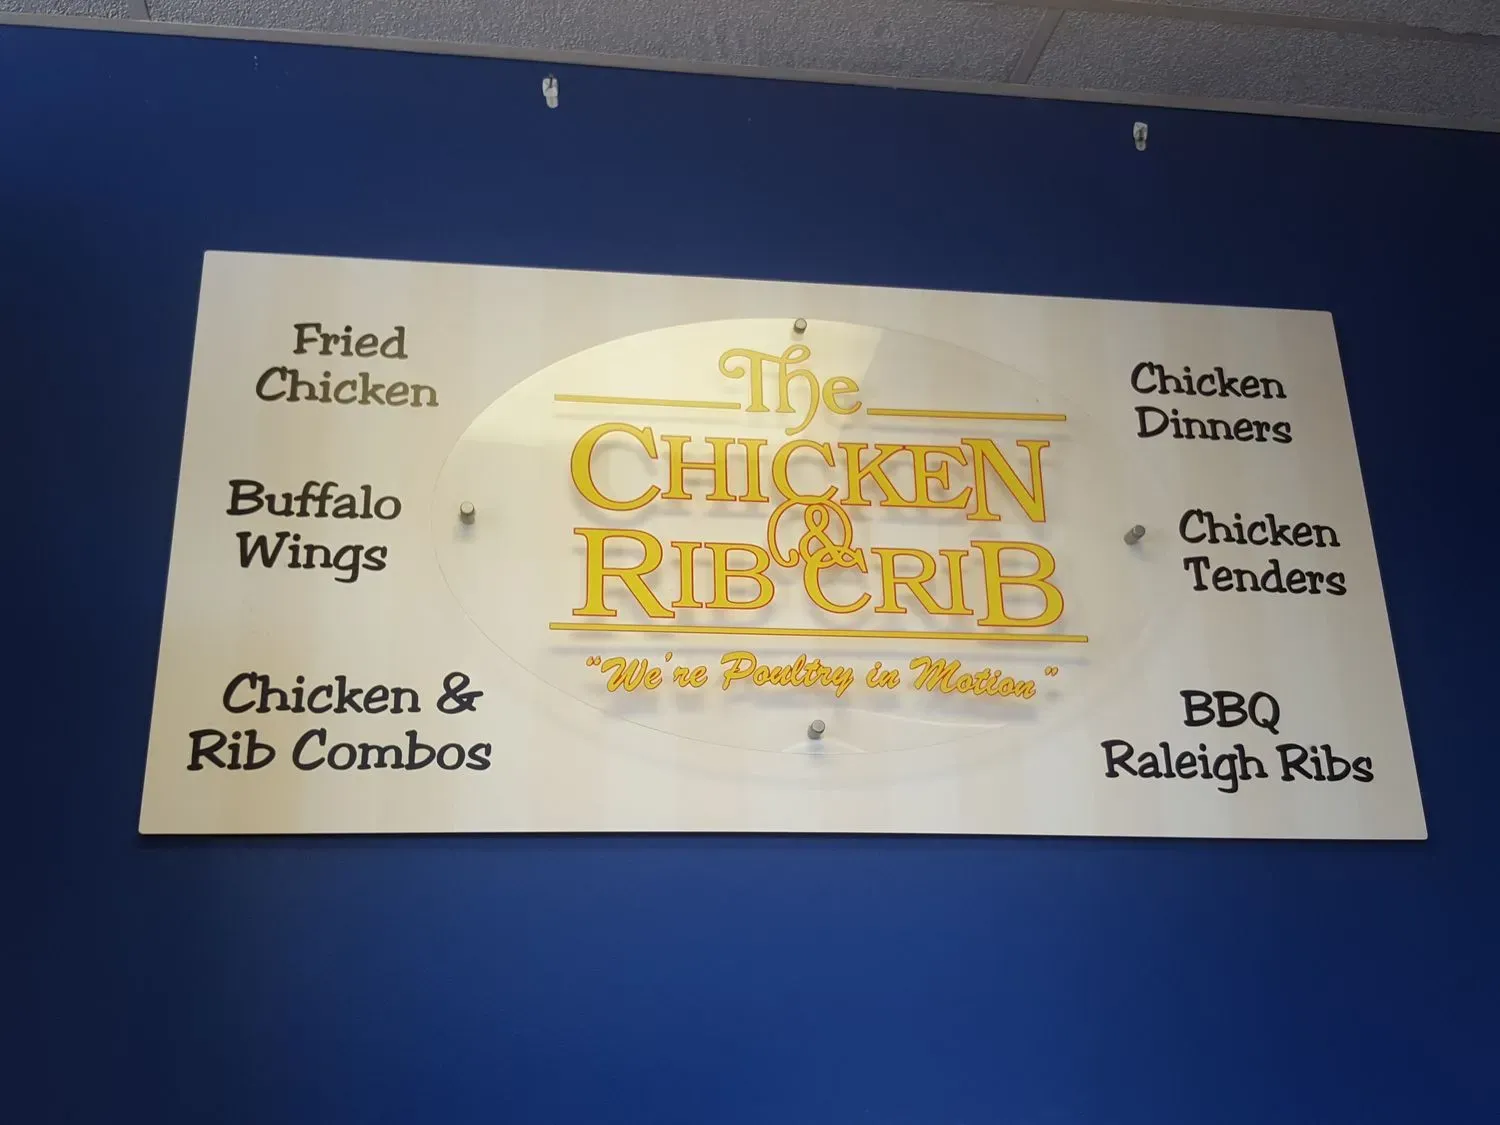 Fried
Chicken
Buffalo
Wings
Chicken &
Rib Combos
The
CHICKEN
&
RIB CRIB
"We're Poultry in Motion"
Chicken
Dinners
Chicken
Tenders
BBQ
Raleigh Ribs